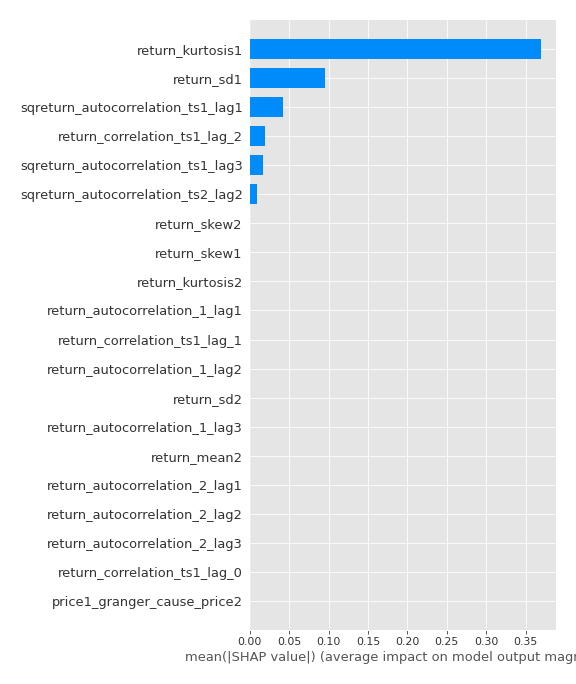 return_kurtosis1
return_sd1
sqreturn_autocorrelation_ts1_lag1
return_correlation_ts1_lag_2
sqreturn_autocorrelation_ts1_lag3
sqreturn_autocorrelation_ts2_lag2
return_skew2
return_skew1
return_kurtosis2
return_autocorrelation_1_lag1
return_correlation_ts1_lag_1
return_autocorrelation_1_lag2
return_sd2
return_autocorrelation_1_lag3
return_mean2
return_autocorrelation_2_lag1
return_autocorrelation_2_lag2
return_autocorrelation_2_lag3
return_correlation_ts1_lag_0
price1_granger_cause_price2
0.00 0.05 0.10 0.15 0.20 0.25 0.30 0.35
mean(|SHAP value|) (average impact on model output magn